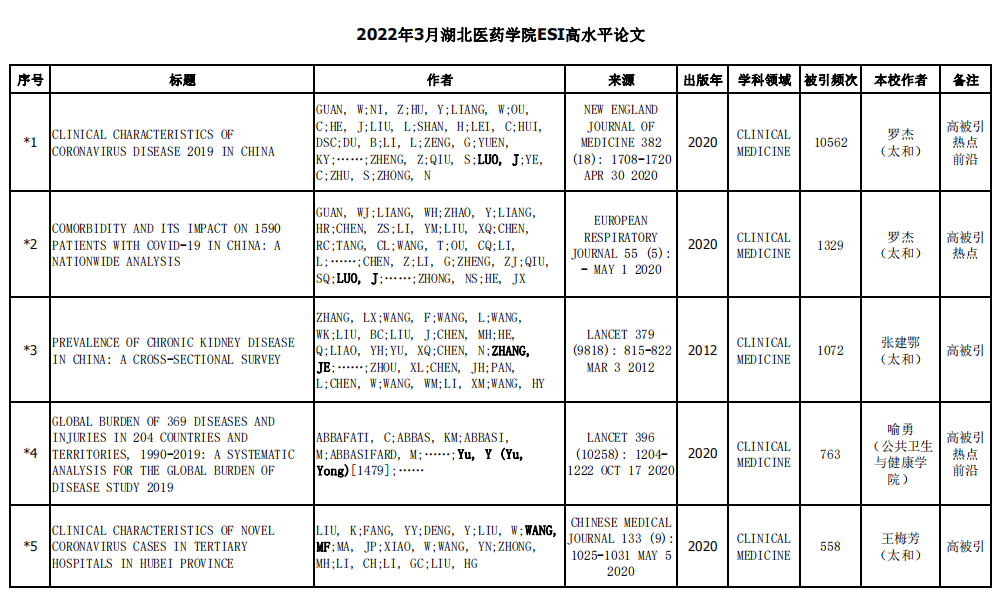 2022年3月湖北医药学院ESI高水平论文
序号 标题 作者 来源 出版年 学科领域 被引频次 本校作者 备注
*1
CLINICAL CHARACTERISTICS OF
CORONAVIRUS DISEASE 2019 IN CHINA
GUAN, W;NI, Z;HU, Y;LIANG, W;OU,
C;HE, J;LIU, L;SHAN, H;LEI, C;HUI,
DSC;DU, B;LI, L;ZENG, G;YUEN,
KY;……;ZHENG, Z;QIU, S;LUO, J;YE,
C;ZHU, S;ZHONG, N
NEW ENGLAND
JOURNAL OF
MEDICINE 382
(18): 1708-1720
APR 30 2020
2020
CLINICAL
MEDICINE
10562
罗杰
（太和）
高被引
热点
前沿
*2
COMORBIDITY AND ITS IMPACT ON 1590
PATIENTS WITH COVID-19 IN CHINA: A
NATIONWIDE ANALYSIS
GUAN, WJ;LIANG, WH;ZHAO, Y;LIANG,
HR;CHEN, ZS;LI, YM;LIU, XQ;CHEN,
RC;TANG, CL;WANG, T;OU, CQ;LI,
L;……;CHEN, Z;LI, G;ZHENG, ZJ;QIU,
SQ;LUO, J;……;ZHONG, NS;HE, JX
EUROPEAN
RESPIRATORY
JOURNAL 55 (5):
- MAY 1 2020
2020
CLINICAL
MEDICINE
1329
罗杰
（太和）
高被引
热点
*3
PREVALENCE OF CHRONIC KIDNEY DISEASE
IN CHINA: A CROSS-SECTIONAL SURVEY
ZHANG, LX;WANG, F;WANG, L;WANG,
WK;LIU, BC;LIU, J;CHEN, MH;HE,
Q;LIAO, YH;YU, XQ;CHEN, N;ZHANG,
JE;……;ZHOU, XL;CHEN, JH;PAN,
L;CHEN, W;WANG, WM;LI, XM;WANG, HY
LANCET 379
(9818): 815-822
MAR 3 2012
2012
CLINICAL
MEDICINE
1072
张建鄂
（太和）
高被引
*4
GLOBAL BURDEN OF 369 DISEASES AND
INJURIES IN 204 COUNTRIES AND
TERRITORIES, 1990-2019: A SYSTEMATIC
ANALYSIS FOR THE GLOBAL BURDEN OF
DISEASE STUDY 2019
ABBAFATI, C;ABBAS, KM;ABBASI,
M;ABBASIFARD, M;……;Yu, Y (Yu,
Yong)[1479];……
LANCET 396
(10258): 1204-
1222 OCT 17 2020
2020
CLINICAL
MEDICINE
763
喻勇
（公共卫生
与健康学
院）
高被引
热点
前沿
*5
CLINICAL CHARACTERISTICS OF NOVEL
CORONAVIRUS CASES IN TERTIARY
HOSPITALS IN HUBEI PROVINCE
LIU, K;FANG, YY;DENG, Y;LIU, W;WANG,
MF;MA, JP;XIAO, W;WANG, YN;ZHONG,
MH;LI, CH;LI, GC;LIU, HG
CHINESE MEDICAL
JOURNAL 133 (9):
1025-1031 MAY 5
2020
2020
CLINICAL
MEDICINE
558
王梅芳
（太和）
高被引